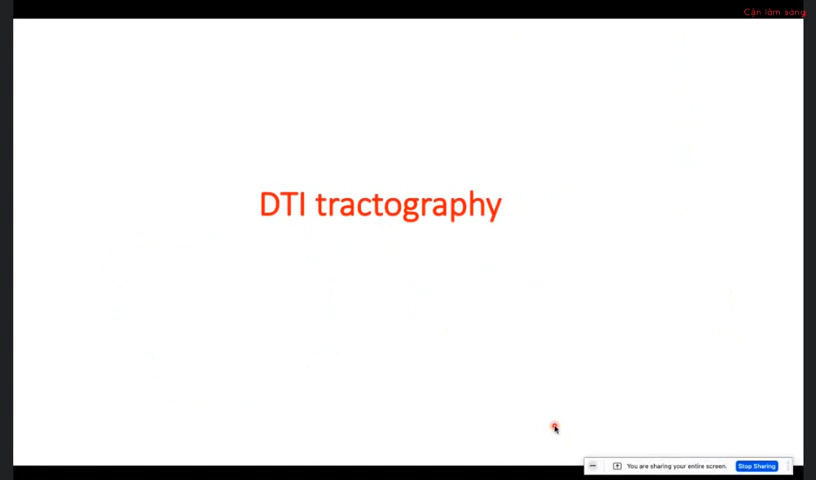 Cận lâm sàng
DTI tractography
You are sharing your entire screen.
Stop Sharing